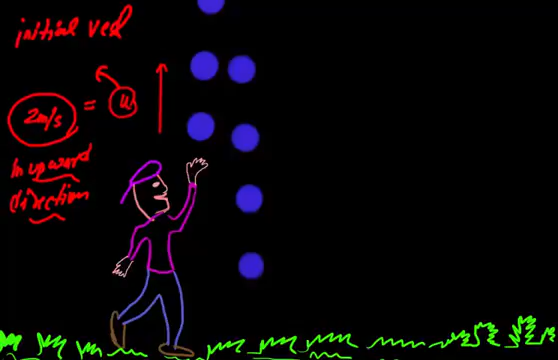 initial vel
2m/s = u
In upward
direction